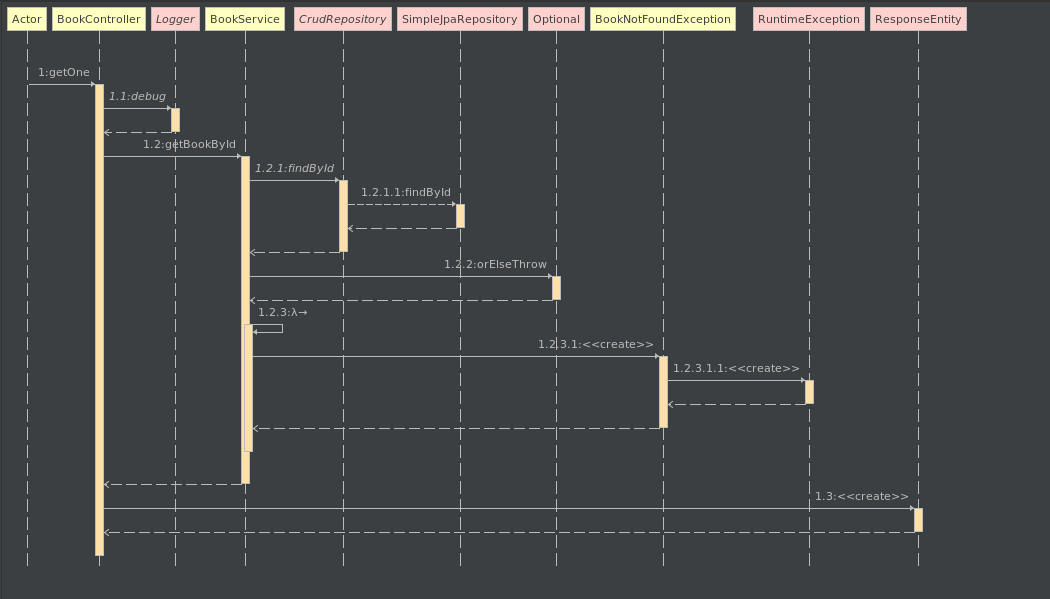 Actor BookController Logger BookService CrudRepository SimpleJpaRepository Optional BookNotFoundException RuntimeException ResponseEntity
1:getOne
1.1:debug
1.2:getBookById
1.2.1:findById
1.2.1.1:findById
1.2.2:orElseThrow
1.2.3:λ→
1.2.3.1:<<create>>
1.2.3.1.1:<<create>>
1.3:<<create>>